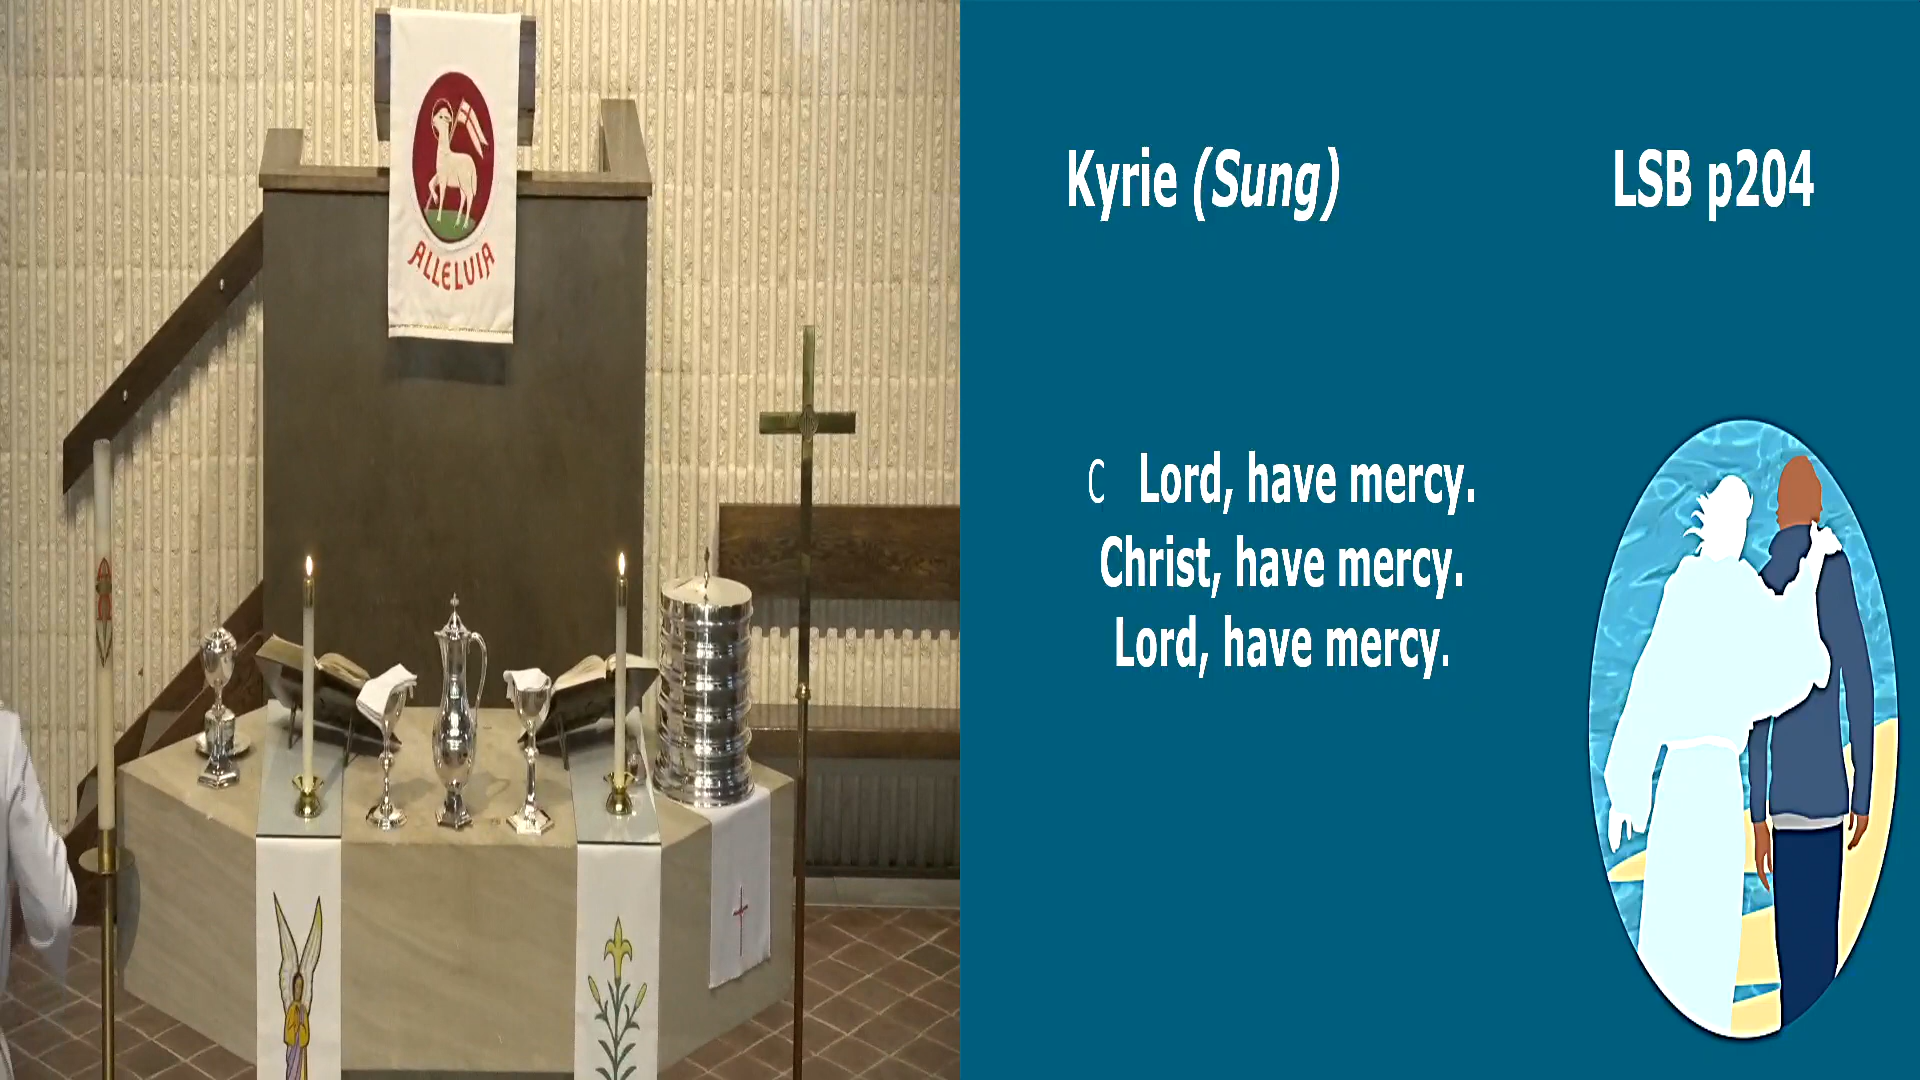 ALLELUIA
Kyrie (Sung) LSB p204
C Lord, have mercy.
Christ, have mercy.
Lord, have mercy.